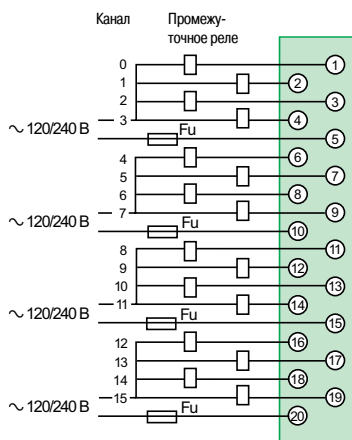 Канал Промежу-
точное реле
0 1
1 2
2 3
3 4
~ 120/240 В Fu 5
4 6
5 7
6 8
7 9
~ 120/240 В Fu 10
8 11
9 12
10 13
11 14
~ 120/240 В Fu 15
12 16
13 17
14 18
15 19
~ 120/240 В Fu 20